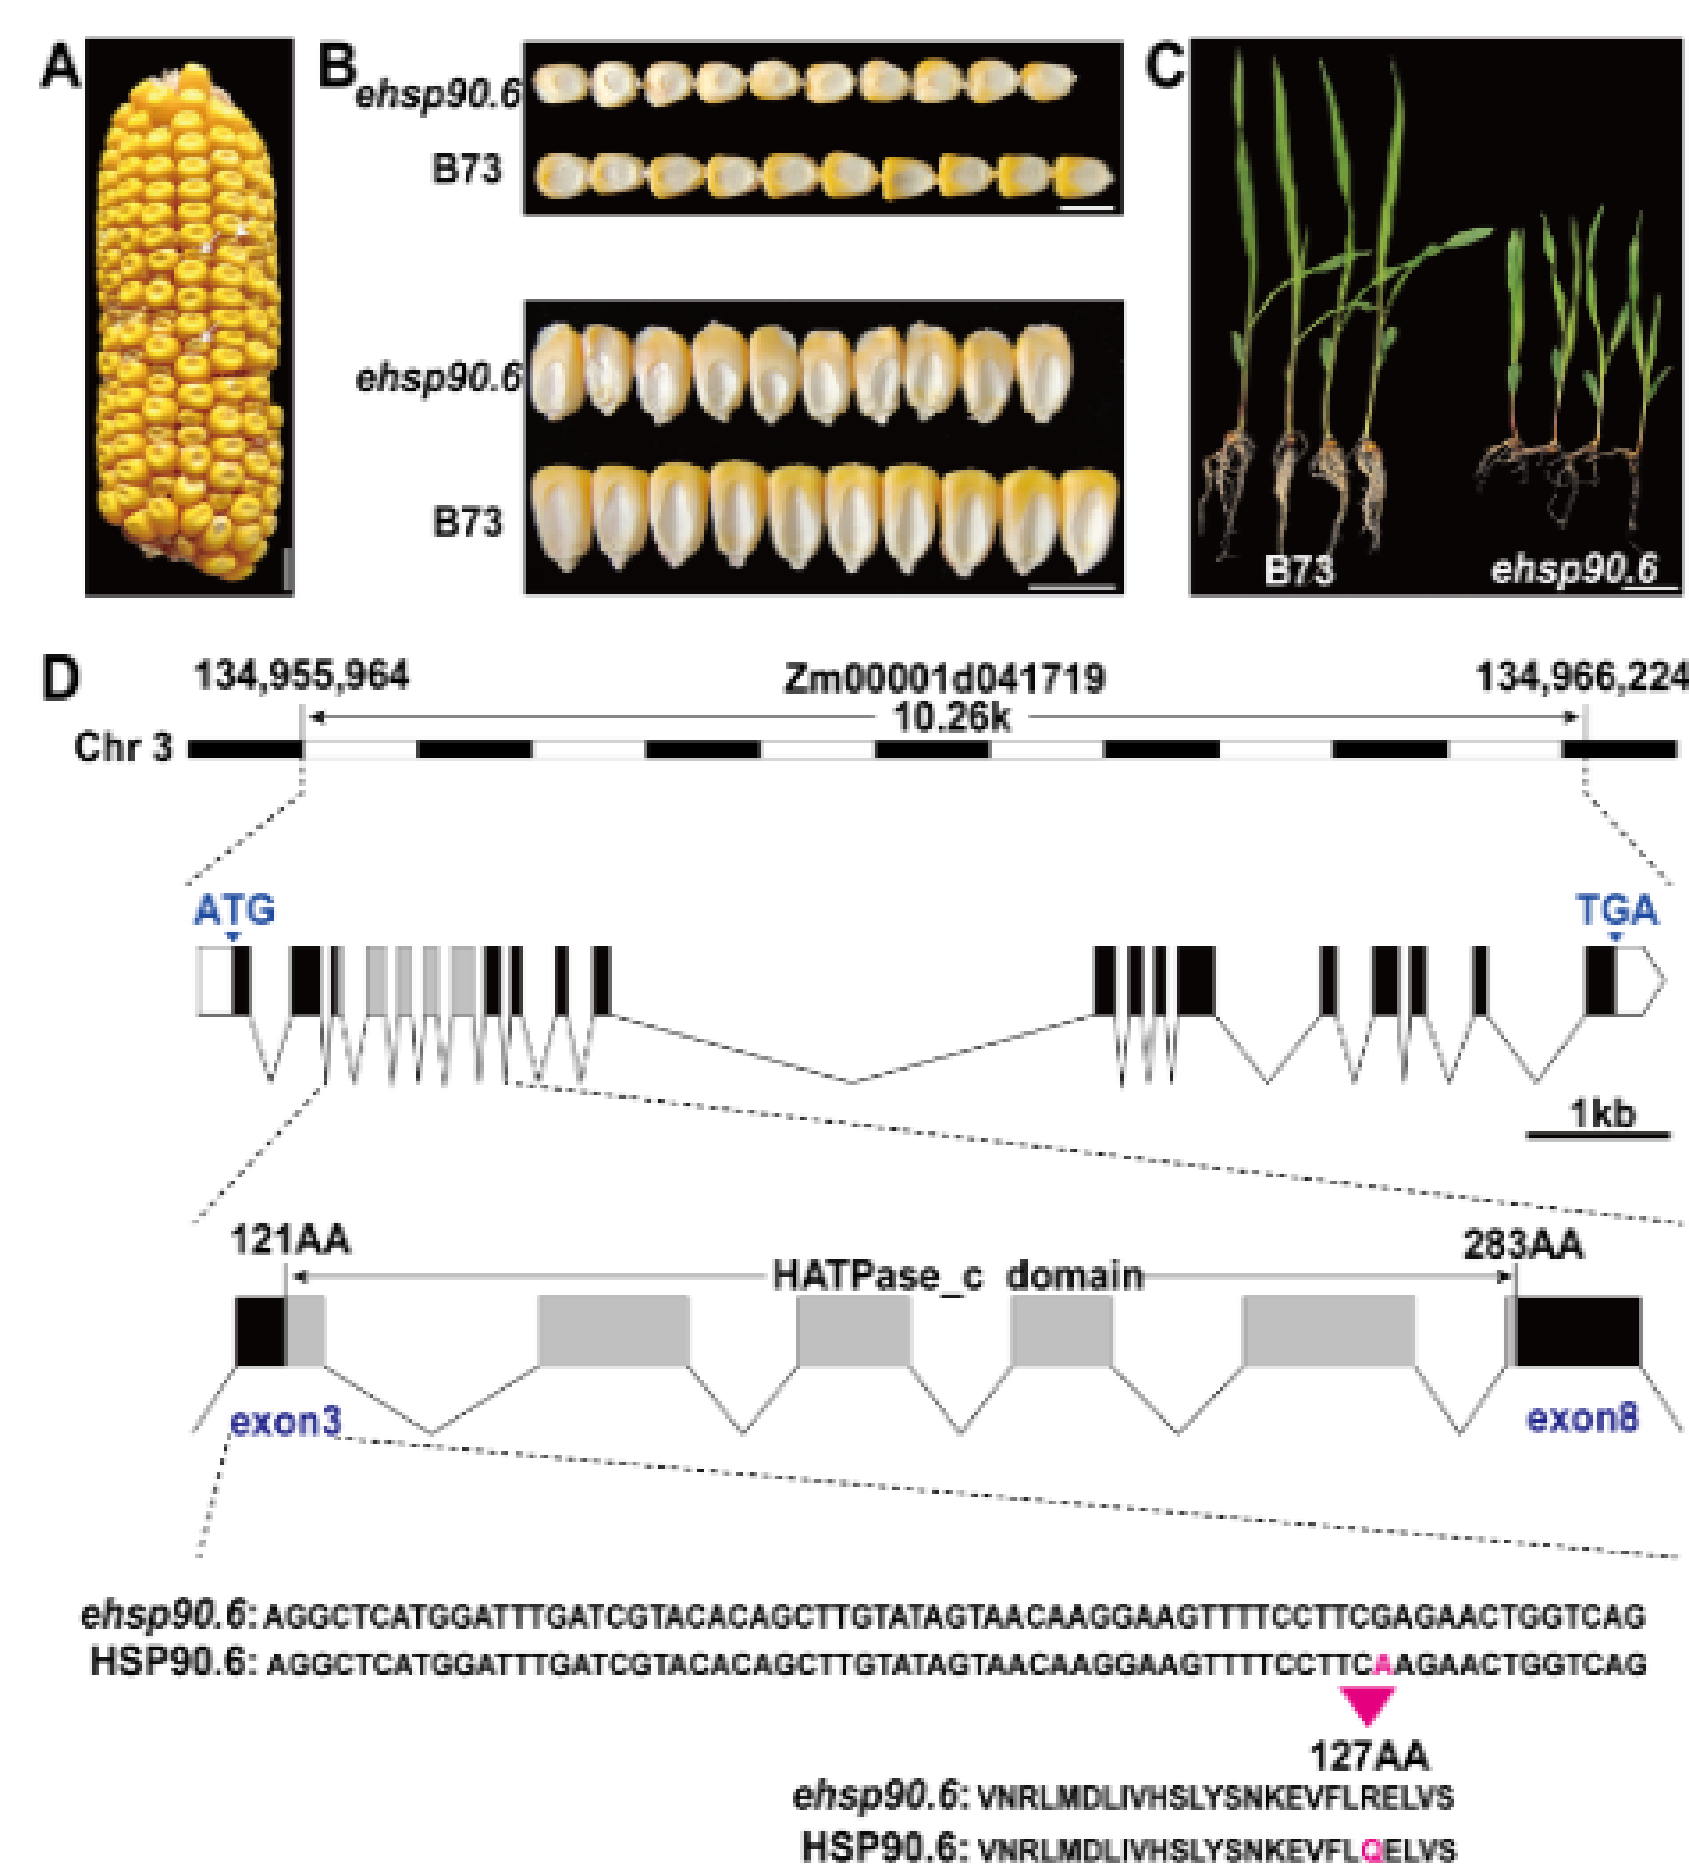 A
B
C
ehsp90.6
B73
ehsp90.6
B73
B73
ehsp90.6
D
134,955,964
Zm00001d041719
134,966,224
10.26k
Chr 3
ATG
TGA
1kb
121AA
283AA
HATPase_c domain
exon3
exon8
ehsp90.6: AGGCTCATGGATTTGATCGTACACAGCTTGTATAGTAACAAGGAAGTTTTCCTTCGAGAACTGGTCAG
HSP90.6: AGGCTCATGGATTTGATCGTACACAGCTTGTATAGTAACAAGGAAGTTTTCCTTCAAGAACTGGTCAG
127AA
ehsp90.6: VNRLMDLIVHSLYSNKEVFLRELVS
HSP90.6: VNRLMDLIVHSLYSNKEVFLQELVS